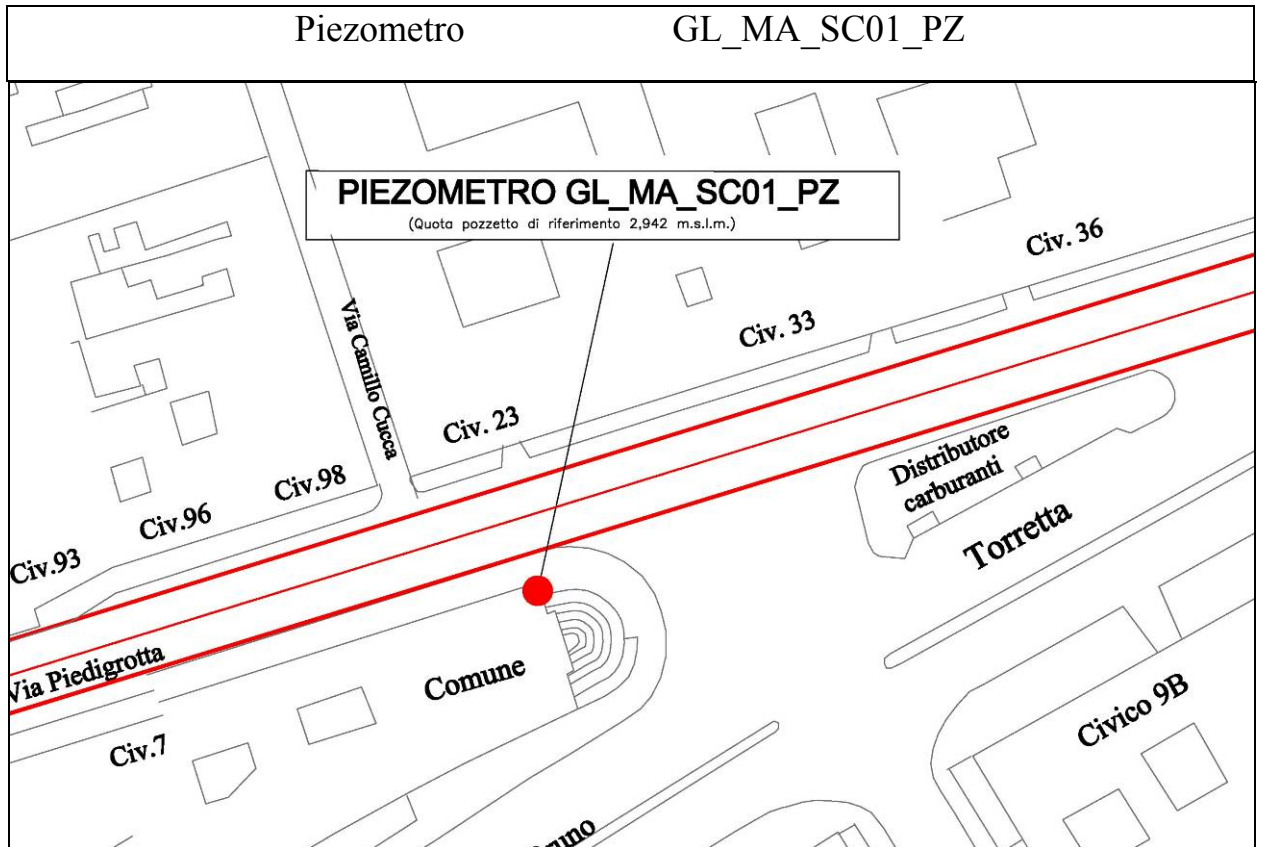 Piezometro GL_MA_SC01_PZ
PIEZOMETRO GL_MA_SC01_PZ
(Quota pozzetto di riferimento 2,942 m.s.l.m.)
Civ. 36
Civ. 33
Via Camillo Cucca
Civ. 23
Distributore
carburanti
Civ.98
Civ.96
Torretta
Civ.93
Via Piedigrotta
Comune
Civico 9B
Civ.7